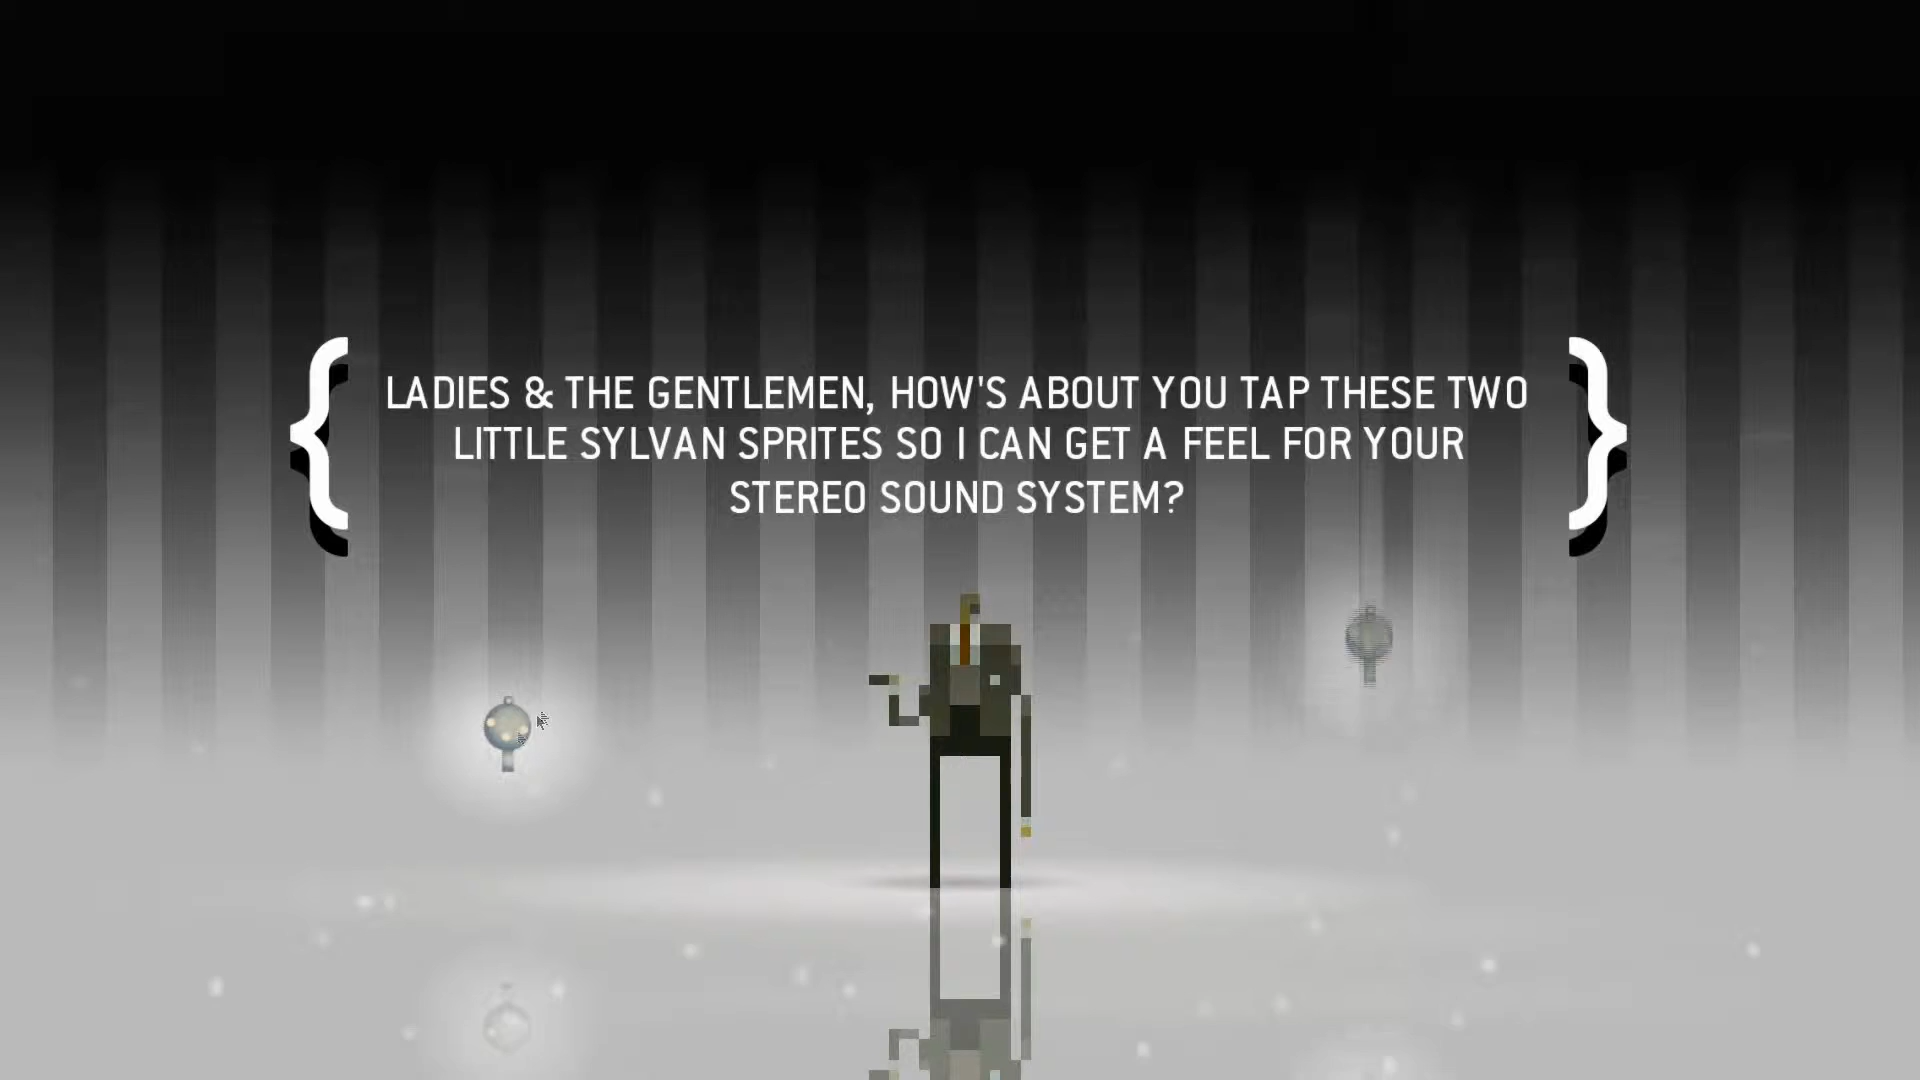 { LADIES & THE GENTLEMEN, HOW'S ABOUT YOU TAP THESE TWO
LITTLE SYLVAN SPRITES SO I CAN GET A FEEL FOR YOUR
STEREO SOUND SYSTEM? }